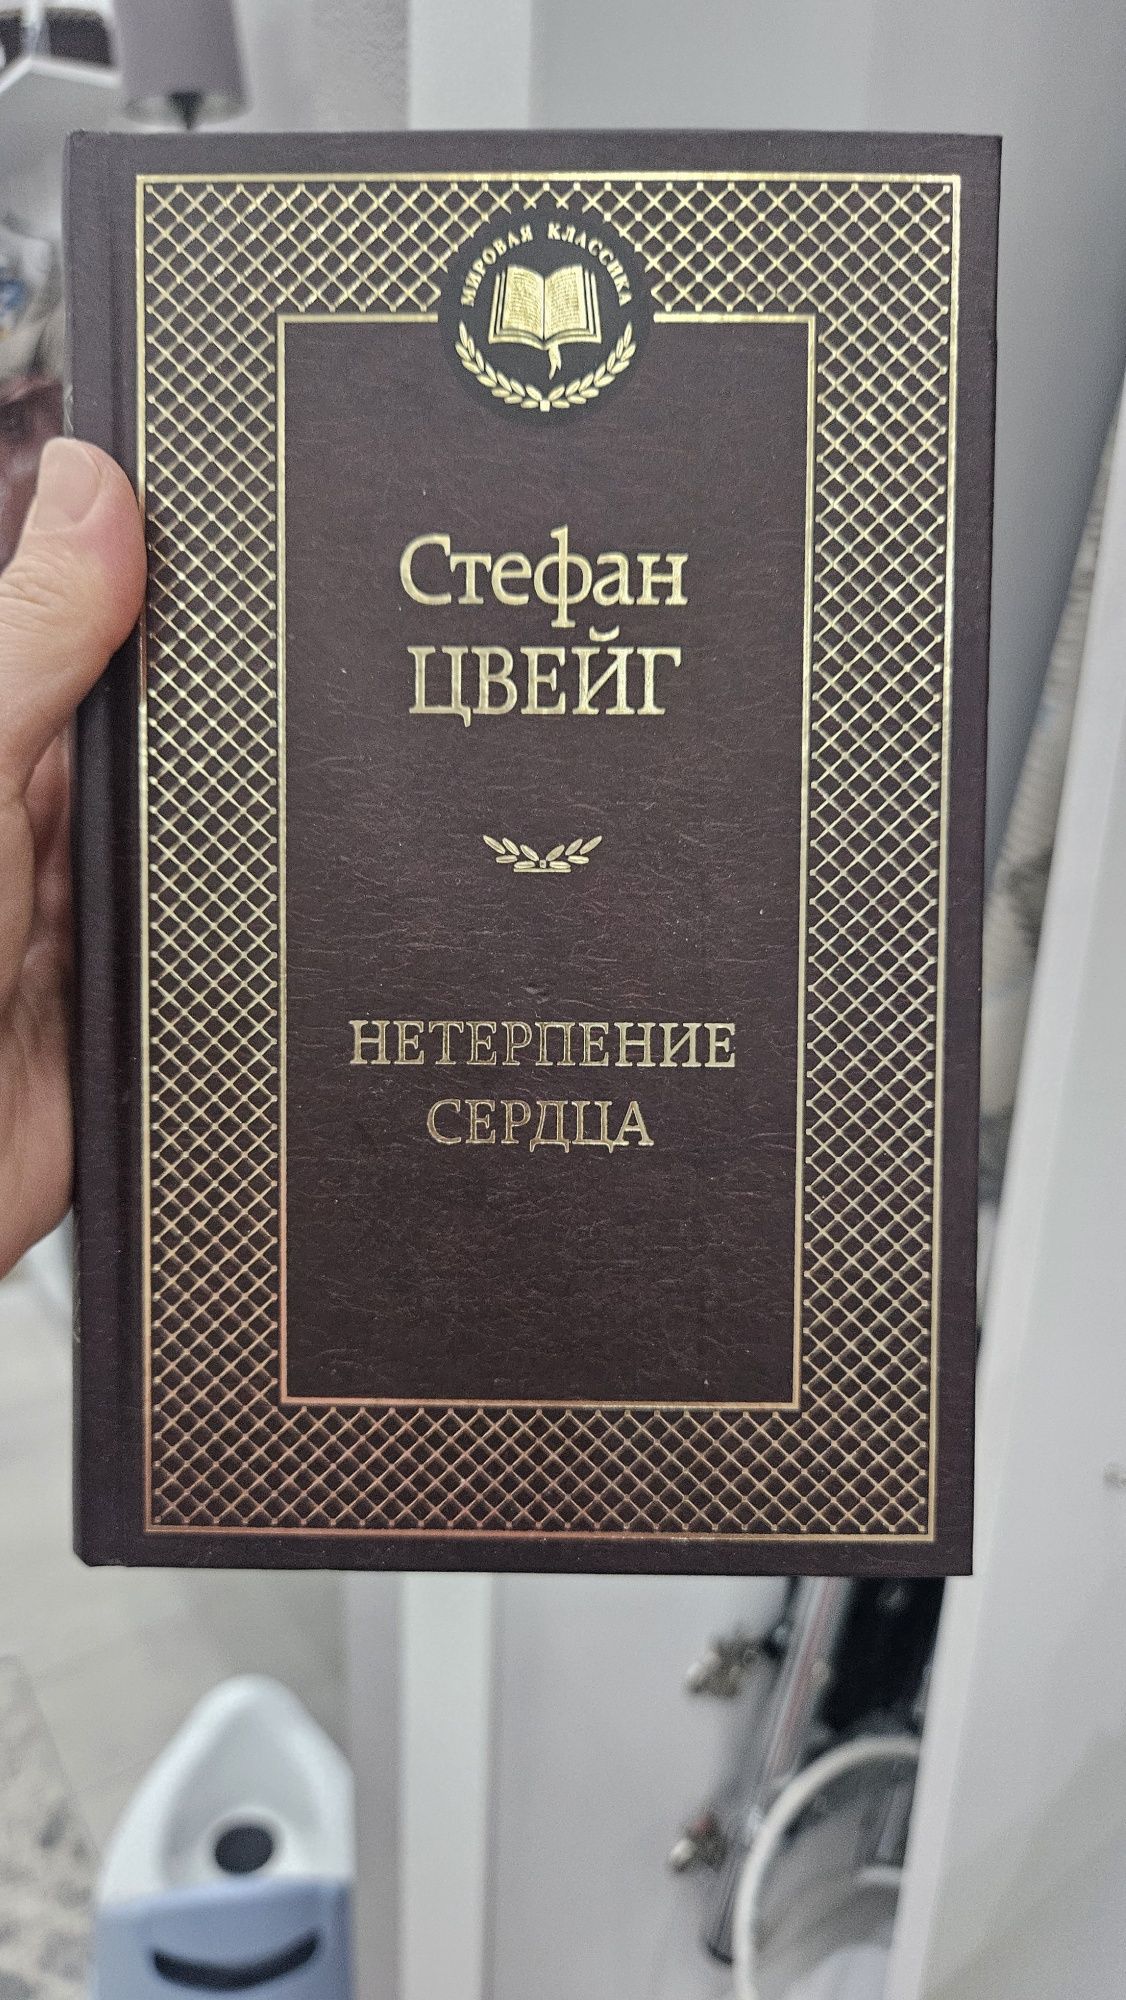 МИРОВАЯ КЛАССИКА
Стефан
ЦВЕЙГ
НЕТЕРПЕНИЕ
СЕРДЦА